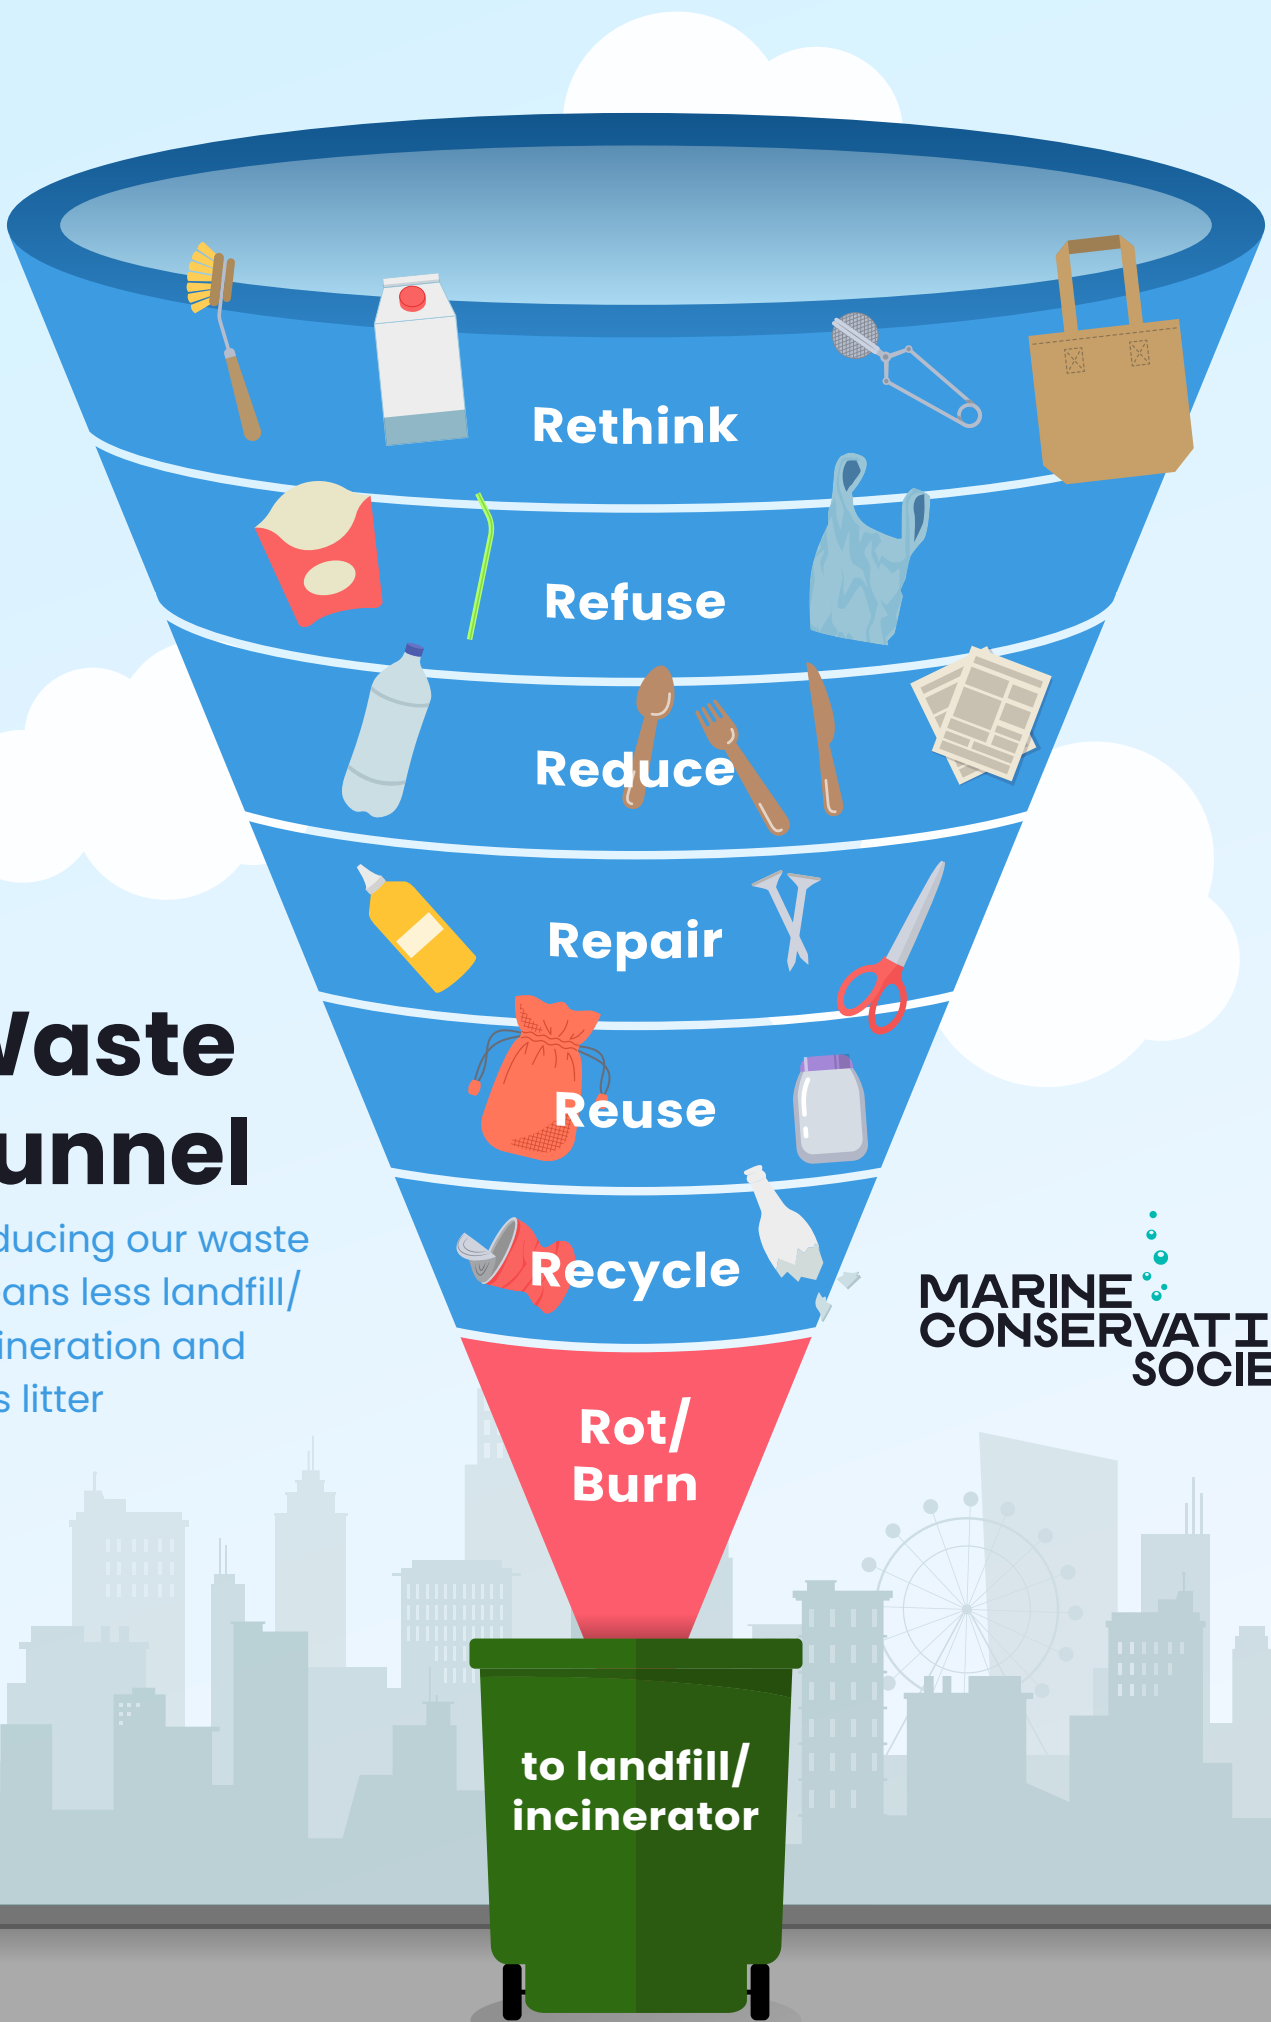 Rethink
Refuse
Reduce
Repair
Reuse
Recycle
Rot/
Burn
to landfill/
incinerator
Waste
unnel
ducing our waste
ans less landfill/
ineration and
s litter
MARINE
CONSERVATI
SOCIE